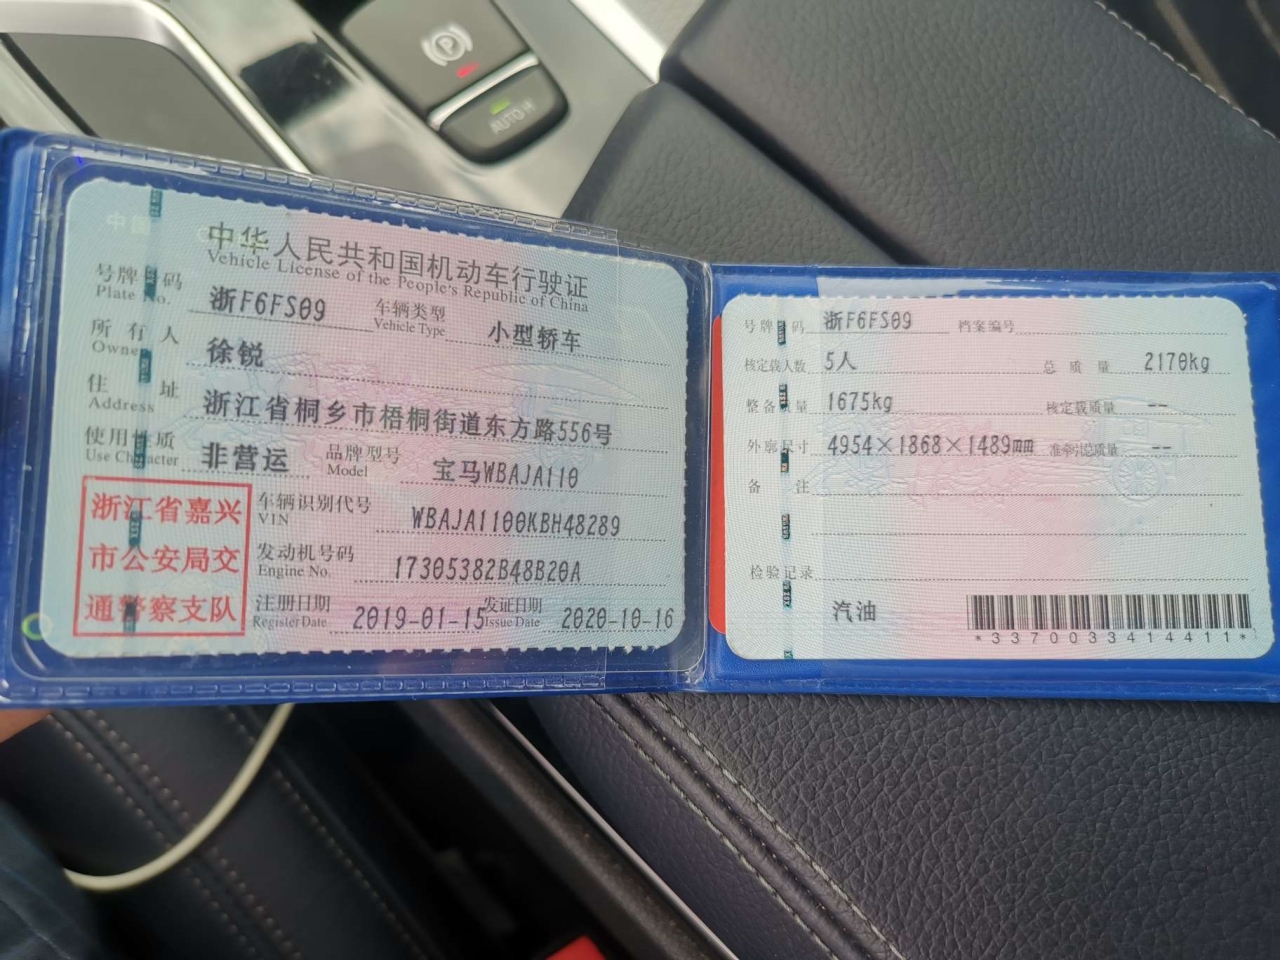 P
AUTO H
中华人民共和国机动车行驶证
Vehicle License of the People's Republic of China
号牌号码 浙F6FS09 车辆类型 小型轿车
Plate No. Vehicle Type
所有人 徐锐
Owner
住址 浙江省桐乡市梧桐街道东方路556号
Address
使用性质 非营运 品牌型号 宝马WBAJA110
Use Character Model
浙江省嘉兴
市公安局交
通警察支队
车辆识别代号 WBAJA1100KBH48289
VIN
发动机号码 17305382B48B20A
Engine No.
注册日期 2019-01-15 发证日期 2020-10-16
Register Date Issue Date
号牌号码 浙F6FS09 档案编号
核定载人数 5人 总质量 2170kg
整备质量 1675kg 核定载质量 --
外廓尺寸 4954×1868×1489mm 准牵引总质量 --
备注
检验记录
汽油
*3370033414411*